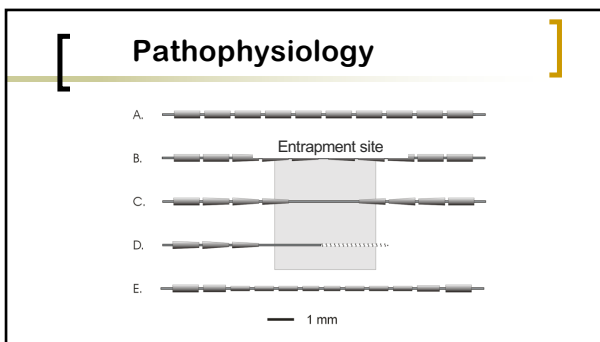 Pathophysiology
A.
Entrapment site
B.
C.
D.
E.
1 mm